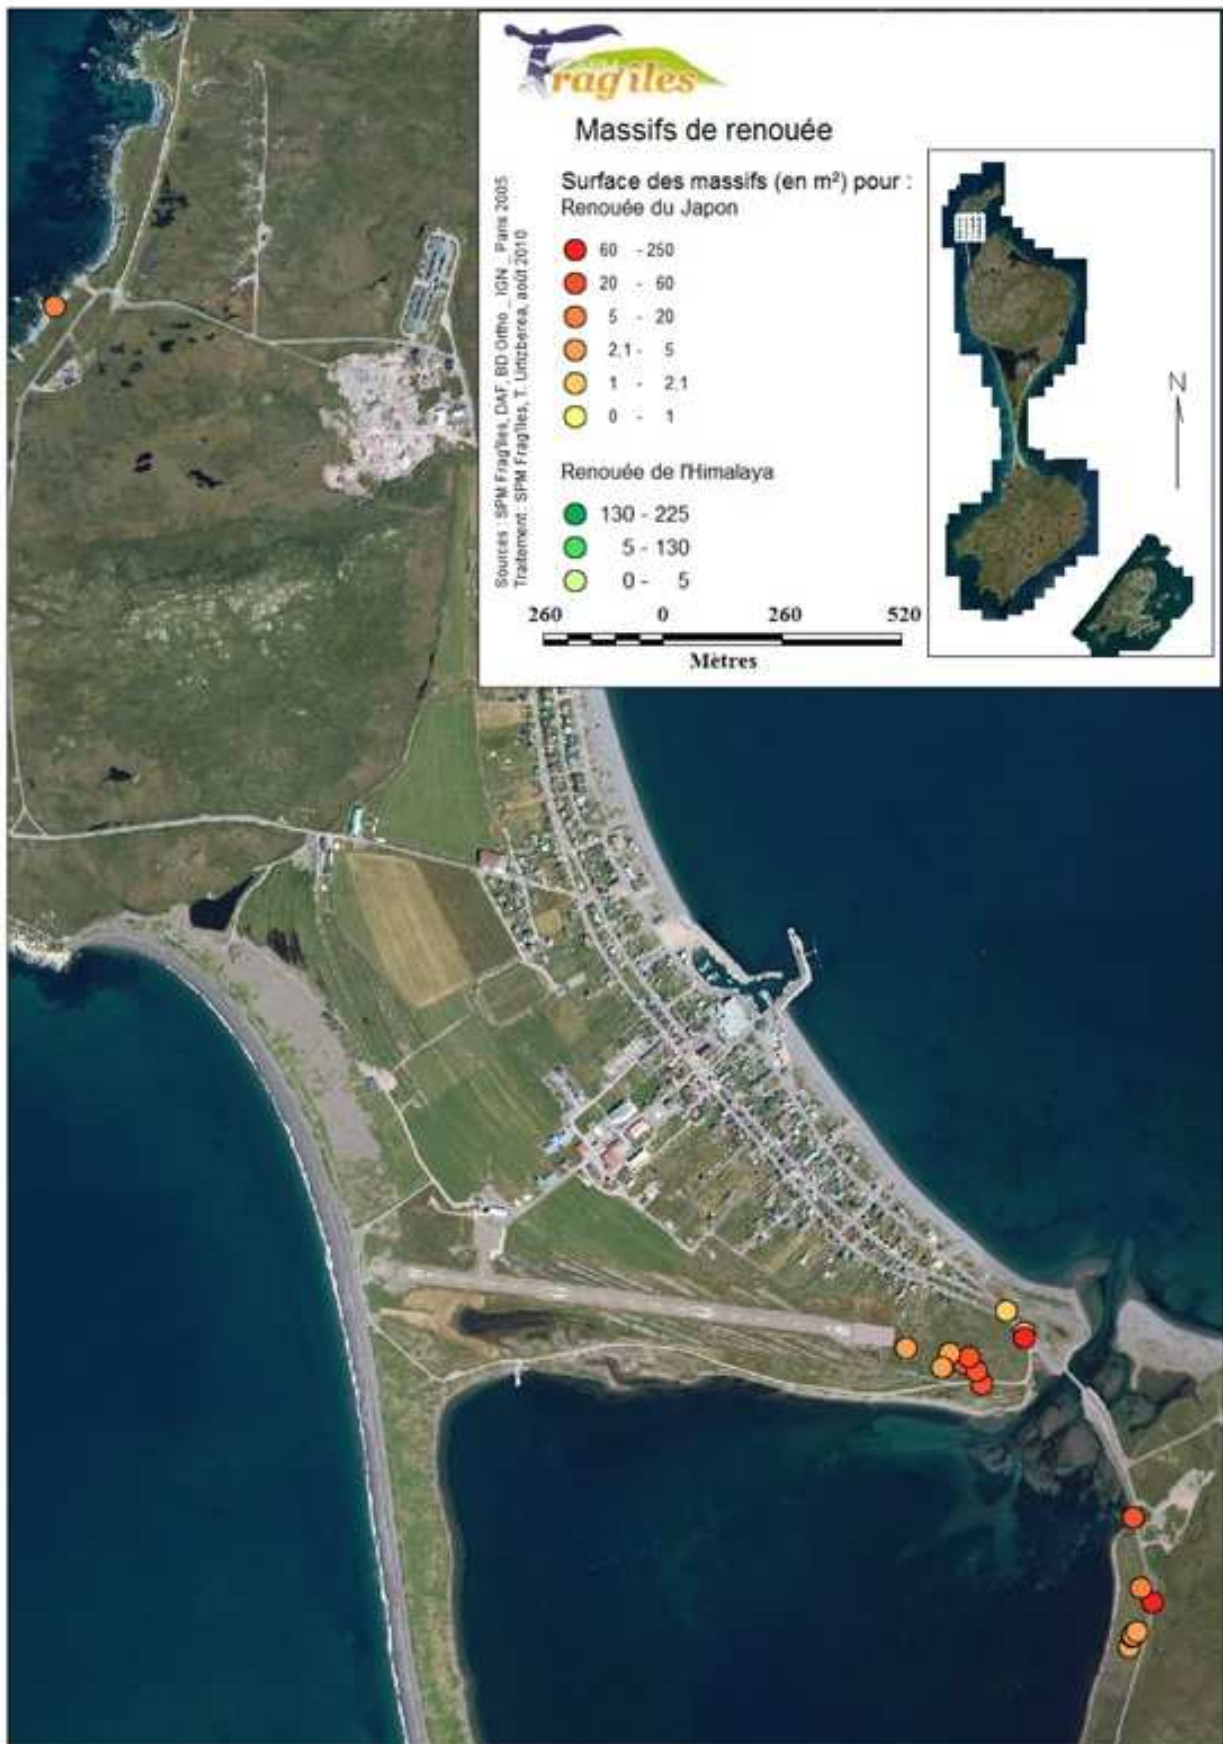 Frag'îles
Massifs de renouée
Surface des massifs (en m²) pour :
Renouée du Japon
60 - 250
20 - 60
5 - 20
2,1 - 5
1 - 2,1
0 - 1
Renouée de l'Himalaya
130 - 225
5 - 130
0 - 5
260 0 260 520
Mètres
N
Sources : SPM Frag'îles, DAF, BD Ortho _ IGN _ Paris 2005
Traitement: SPM Frag'îles, T. Urtizberea, août 2010